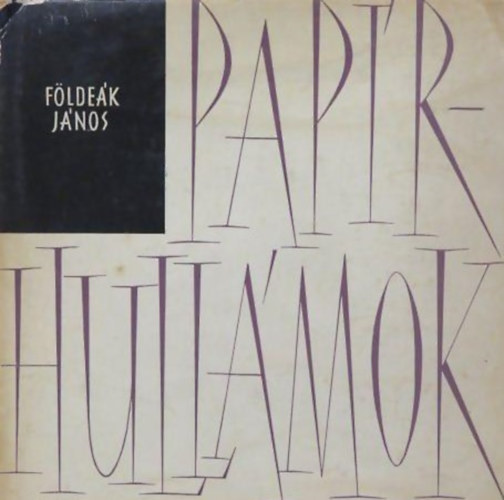 FÖLDEÁK
JÁNOS
PAPÍR-
HULLÁMOK